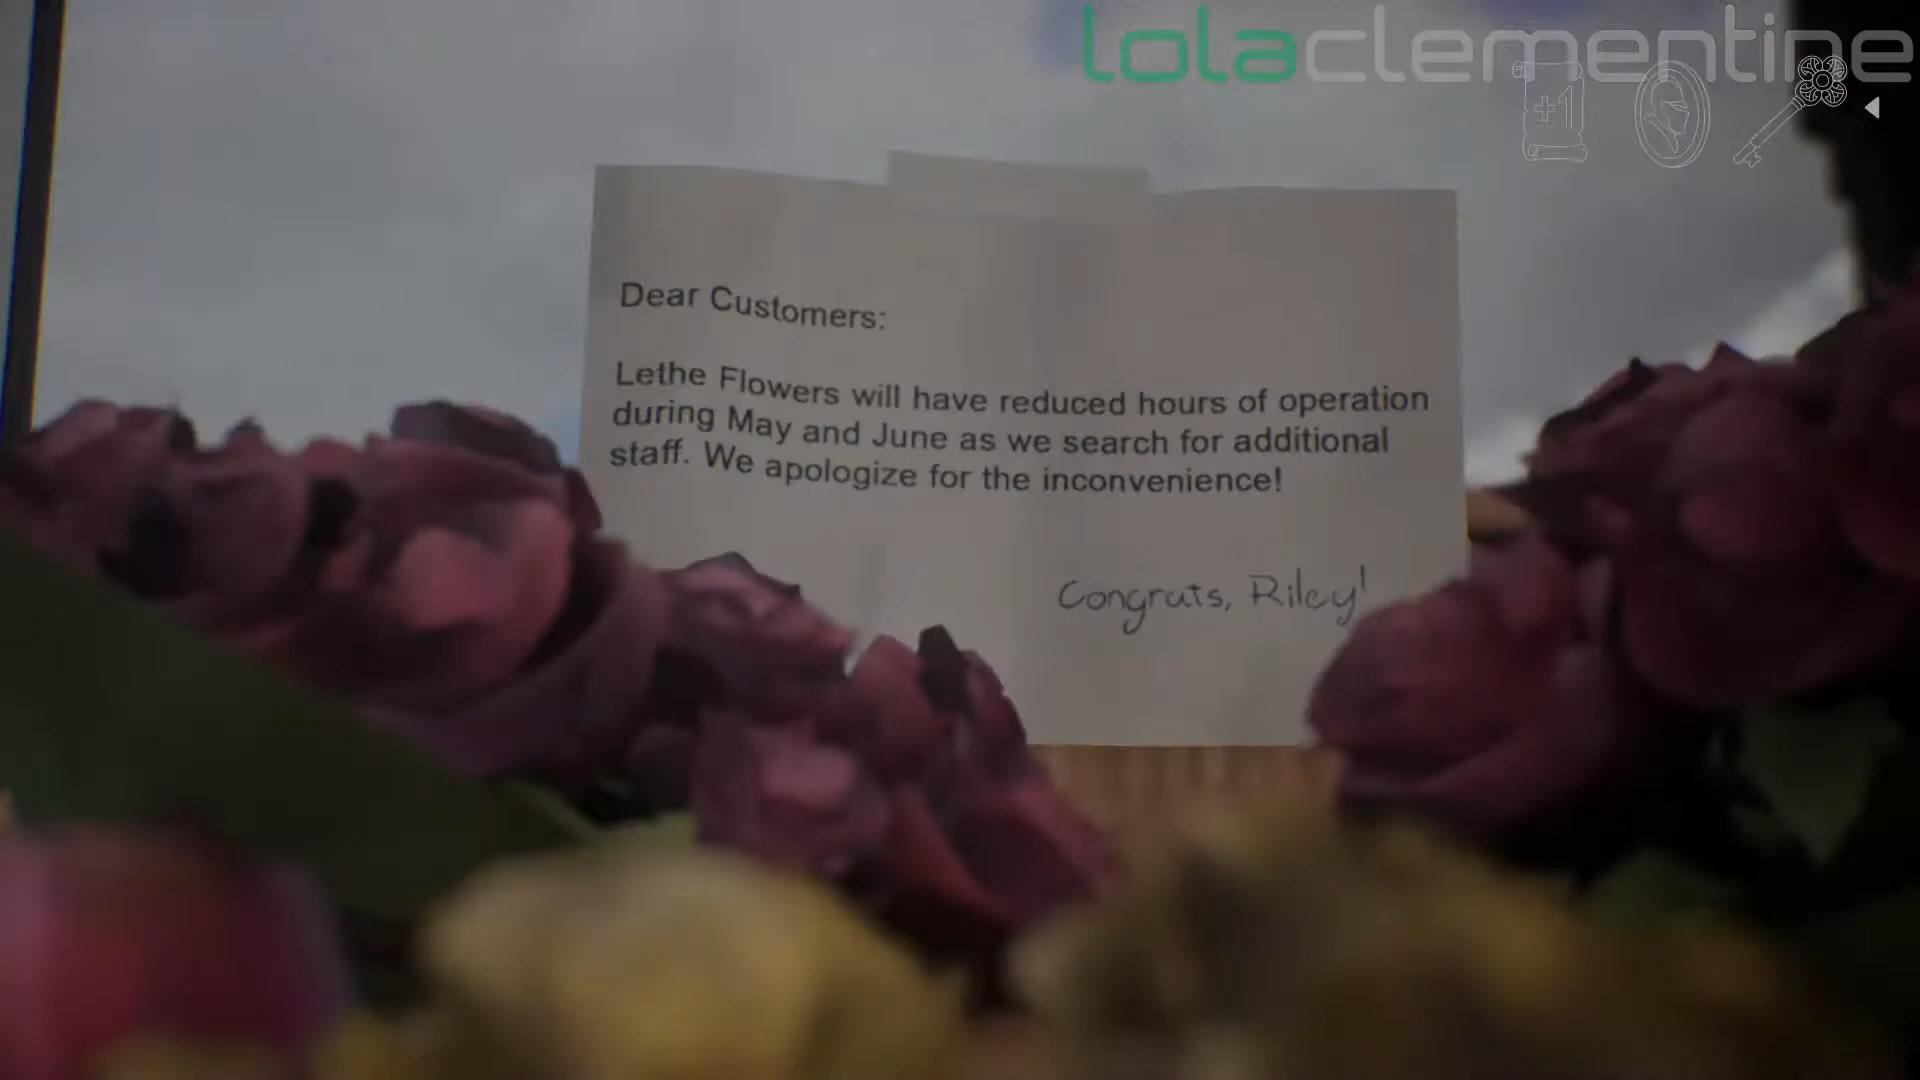 lolaclementine
+1
Dear Customers:
Lethe Flowers will have reduced hours of operation
during May and June as we search for additional
staff. We apologize for the inconvenience!
Congrats, Riley!